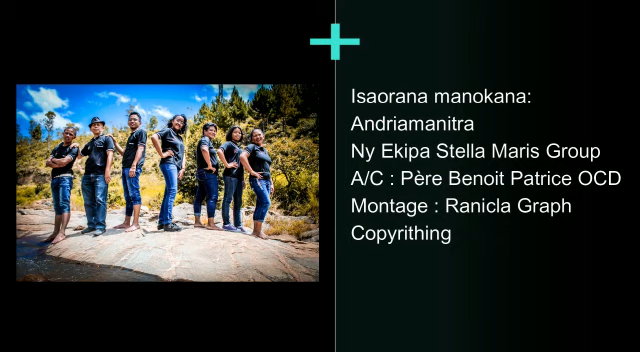 Isaorana manokana:
Andriamanitra
Ny Ekipa Stella Maris Group
A/C : Père Benoit Patrice OCD
Montage : Ranicla Graph
Copyrithing